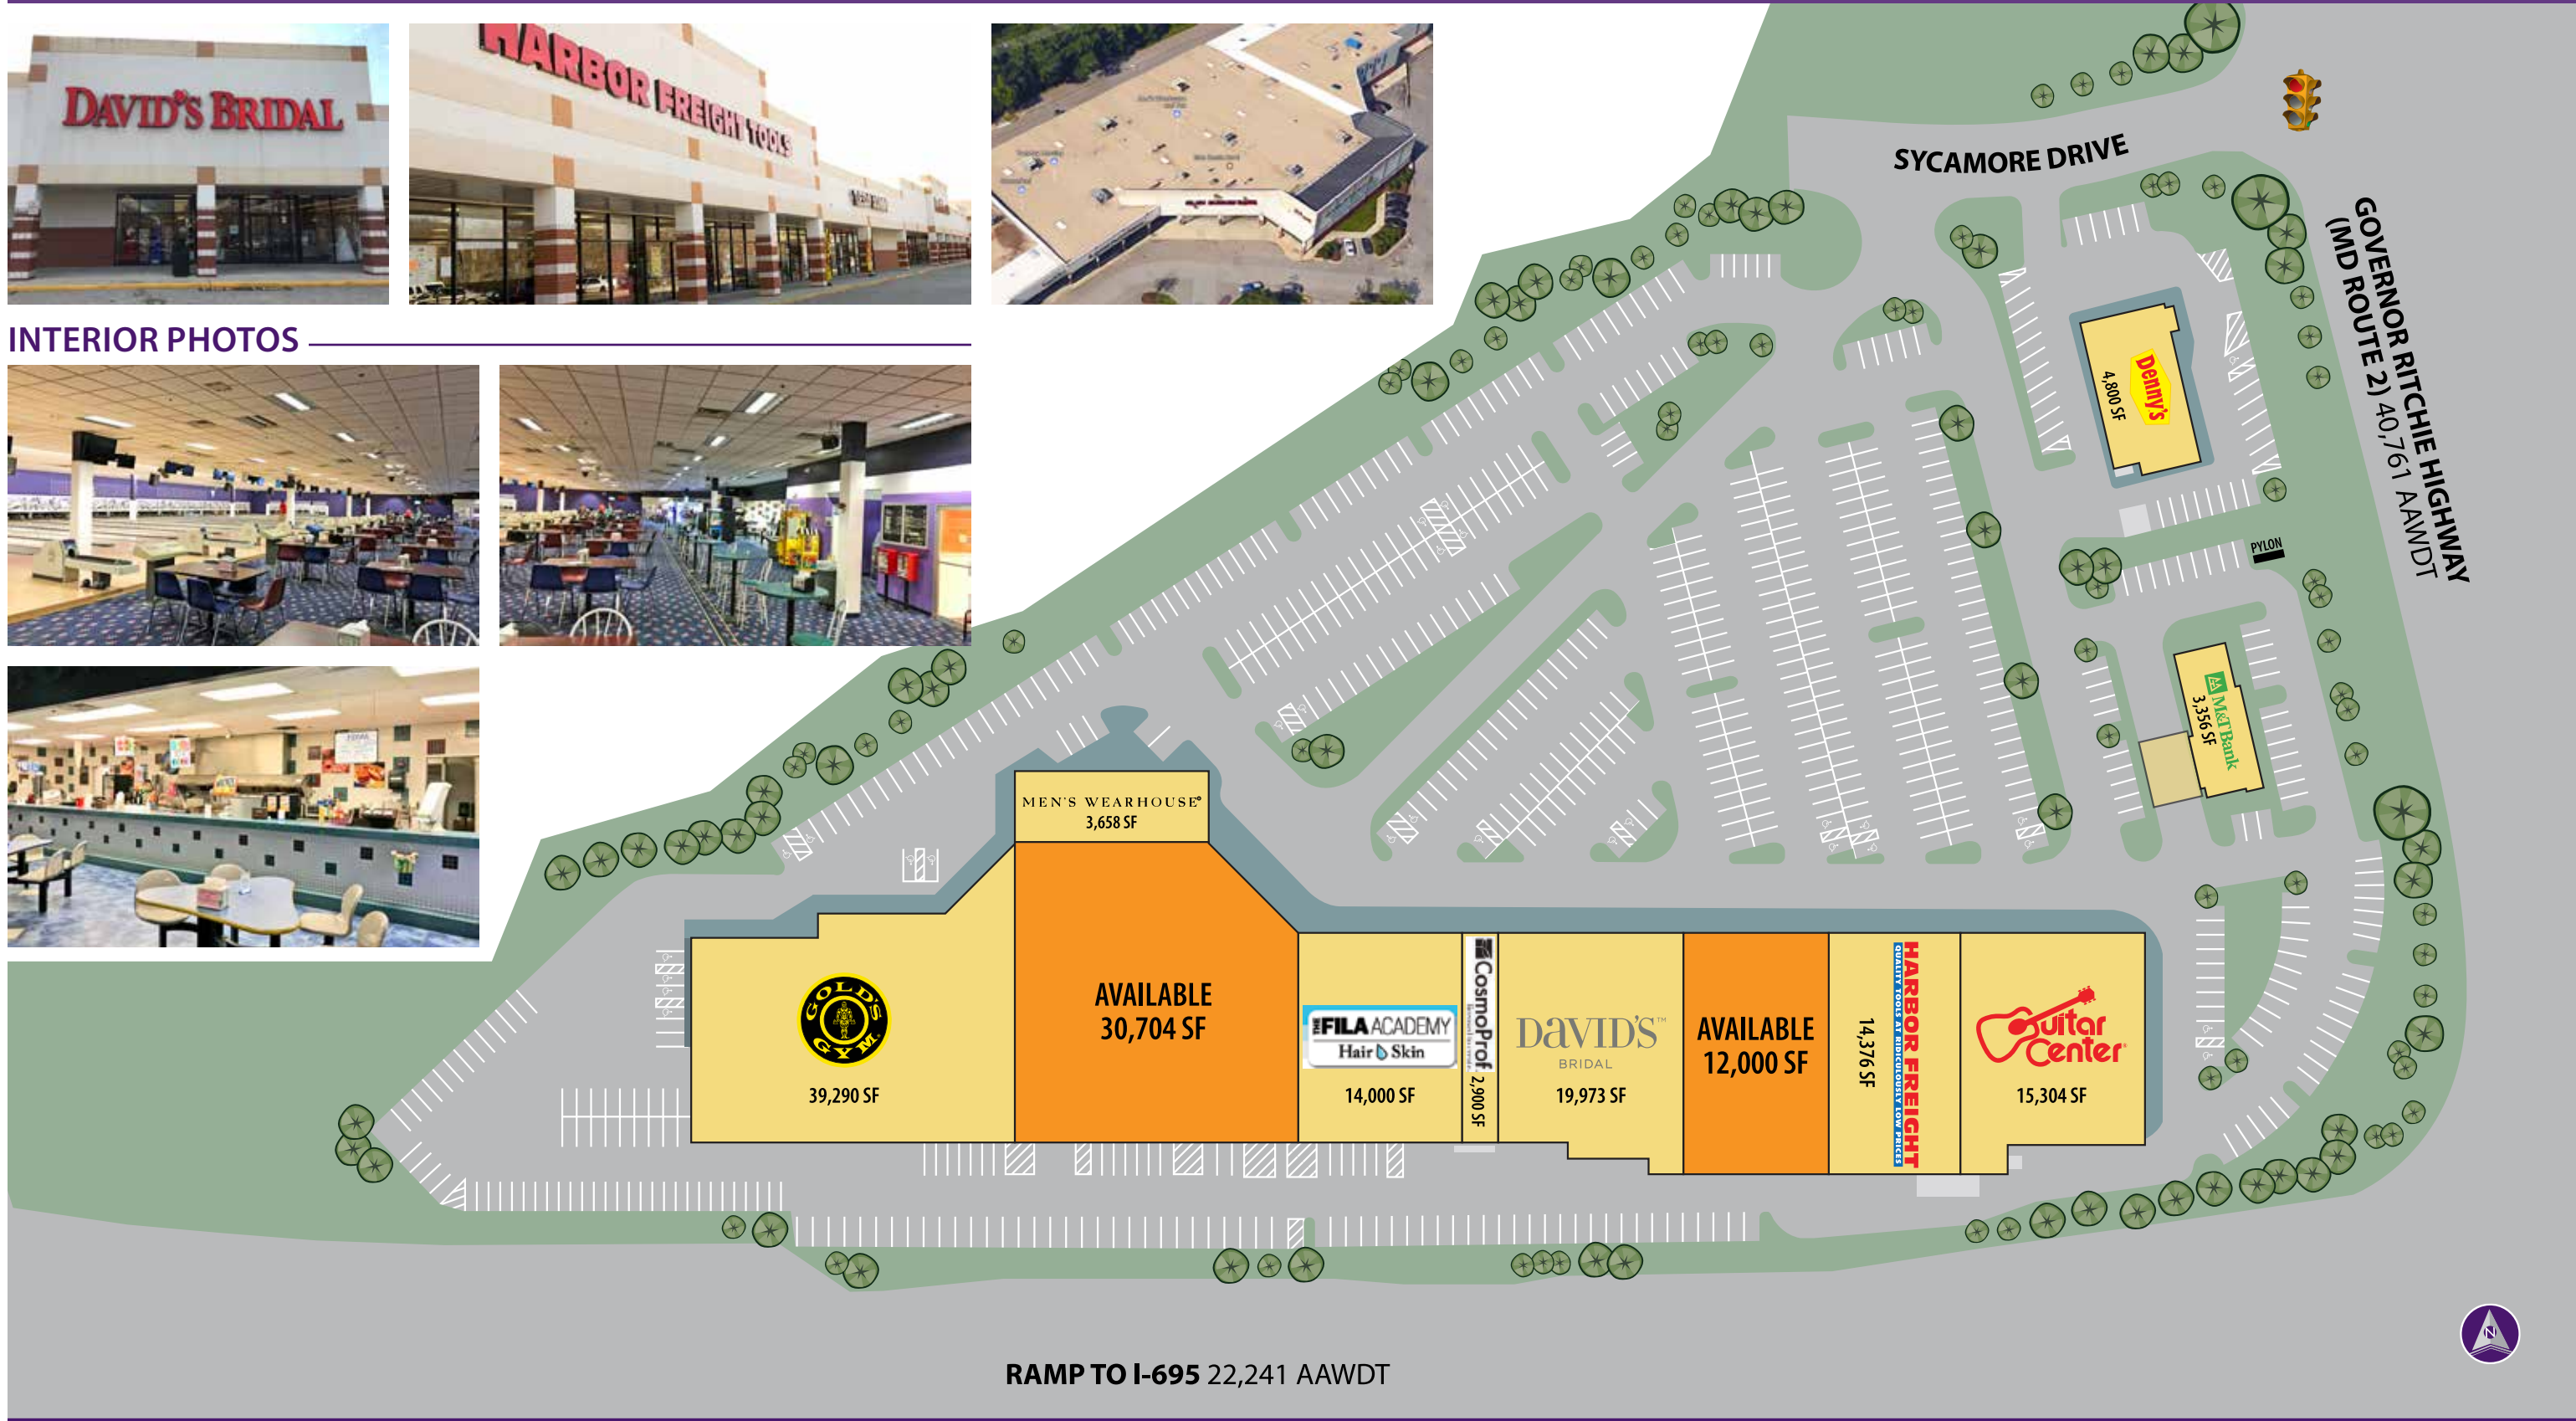 DAVID'S BRIDAL
HARBOR FREIGHT TOOLS
INTERIOR PHOTOS
SYCAMORE DRIVE
GOVERNOR RITCHIE HIGHWAY
(MD ROUTE 2) 40,761 AAWDT
Denny's
4,800 SF
PYLON
M&T Bank
3,356 SF
MEN'S WEARHOUSE®
3,658 SF
GOLD'S GYM
39,290 SF
AVAILABLE
30,704 SF
THE FILA ACADEMY
Hair Skin
14,000 SF
CosmoProf
2,900 SF
DAVID'S™
BRIDAL
19,973 SF
AVAILABLE
12,000 SF
HARBOR FREIGHT
QUALITY TOOLS AT RIDICULOUSLY LOW PRICES
14,376 SF
Guitar
Center
15,304 SF
RAMP TO I-695 22,241 AAWDT
N